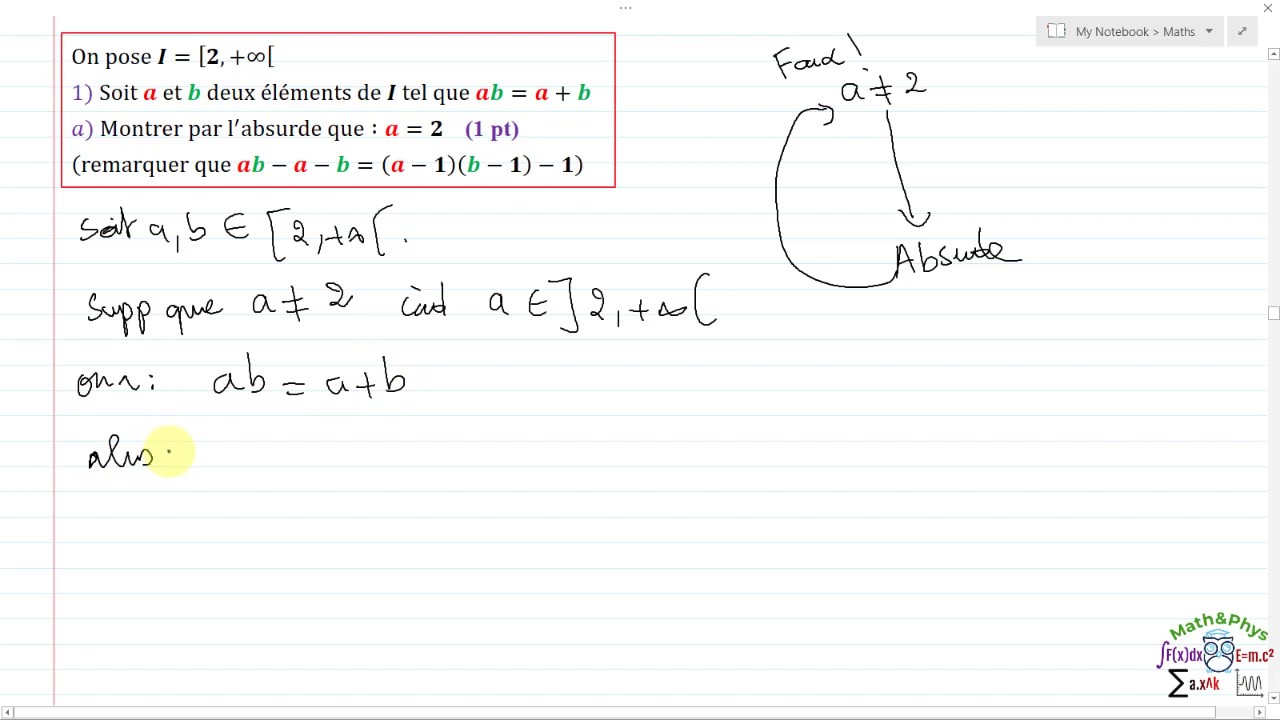 My Notebook > Maths
On pose I = [2, +∞[
1) Soit a et b deux éléments de I tel que ab = a + b
a) Montrer par l'absurde que : a = 2 (1 pt)
(remarquer que ab − a − b = (a − 1)(b − 1) − 1)
a ≠ 2
Absurde
Soit a, b ∈ [2, +∞[.
Supp que a ≠ 2 càd a ∈ ]2, +∞[
on a : ab = a + b
alors
Math&Phys
∫F(x)dx E=m.c²
∑ a.x^k